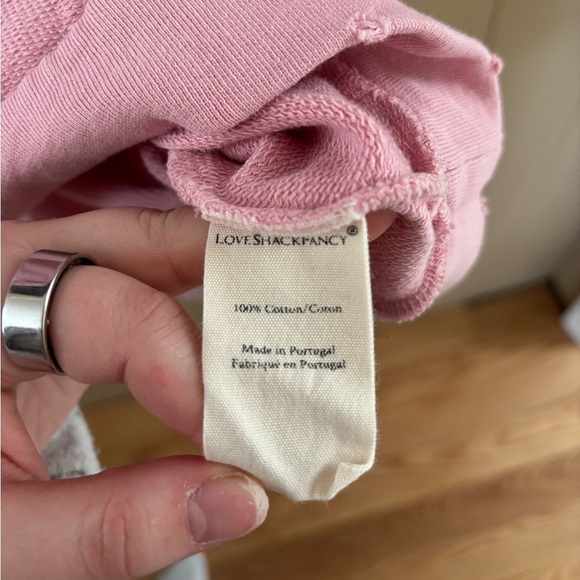 LoveShackFancy®
100% Cotton/Coton
Made in Portugal
Fabriqué en Portugal